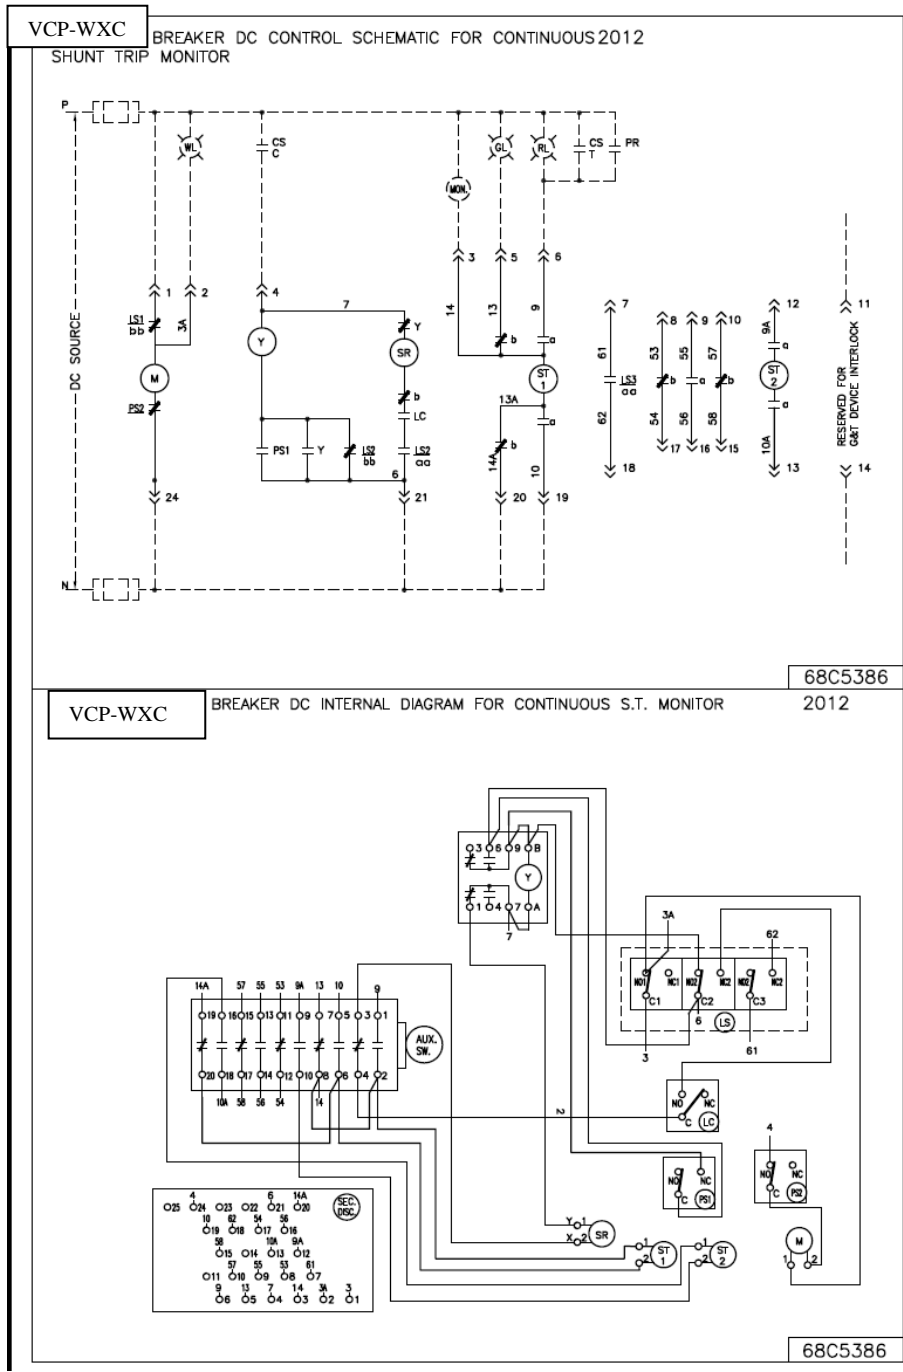 VCP-WXC BREAKER DC CONTROL SCHEMATIC FOR CONTINUOUS 2012
SHUNT TRIP MONITOR
P
WL
CS
C
MON.
GL
RL
CS
T
PR
DC SOURCE
1
2
4
3
5
6
7
LS1
bb
3A
Y
Y
SR
14
13
b
9
a
M
PS2
b
LC
PS1
Y
LS2
bb
LS2
aa
6
ST
1
13A
b
14A
a
10
24
21
20
19
7
61
LS3
aa
62
18
8
9
10
53
55
57
b
a
b
54
56
58
17
16
15
12
9A
a
ST
2
a
10A
13
11
RESERVED FOR
G&T DEVICE INTERLOCK
14
N
68C5386
VCP-WXC BREAKER DC INTERNAL DIAGRAM FOR CONTINUOUS S.T. MONITOR 2012
3 6 9 B
Y
1 4 7 A
7
3A
62
NO1 NC1 NO2 NC2 NO2 NC2
C1 C2 C3
6
LS
3
61
14A 57 55 53 9A 13 10 9
19 16 15 13 11 9 7 5 3 1
AUX.
SW.
20 18 17 14 12 10 8 6 4 2
10A 58 56 54 14
2
NO NC
C LC
4
NO NC
C PS1
NO NC
C PS2
4 6 14A
25 24 23 22 21 20
SEC.
DISC.
10 62 54 56
19 18 17 16
58 10A 9A
15 14 13 12
57 55 53 61
11 10 9 8 7
9 13 7 14 3A 3
6 5 4 3 2 1
Y 1
X 2
SR
1
2
ST
1
1
2
ST
2
M
1 2
68C5386